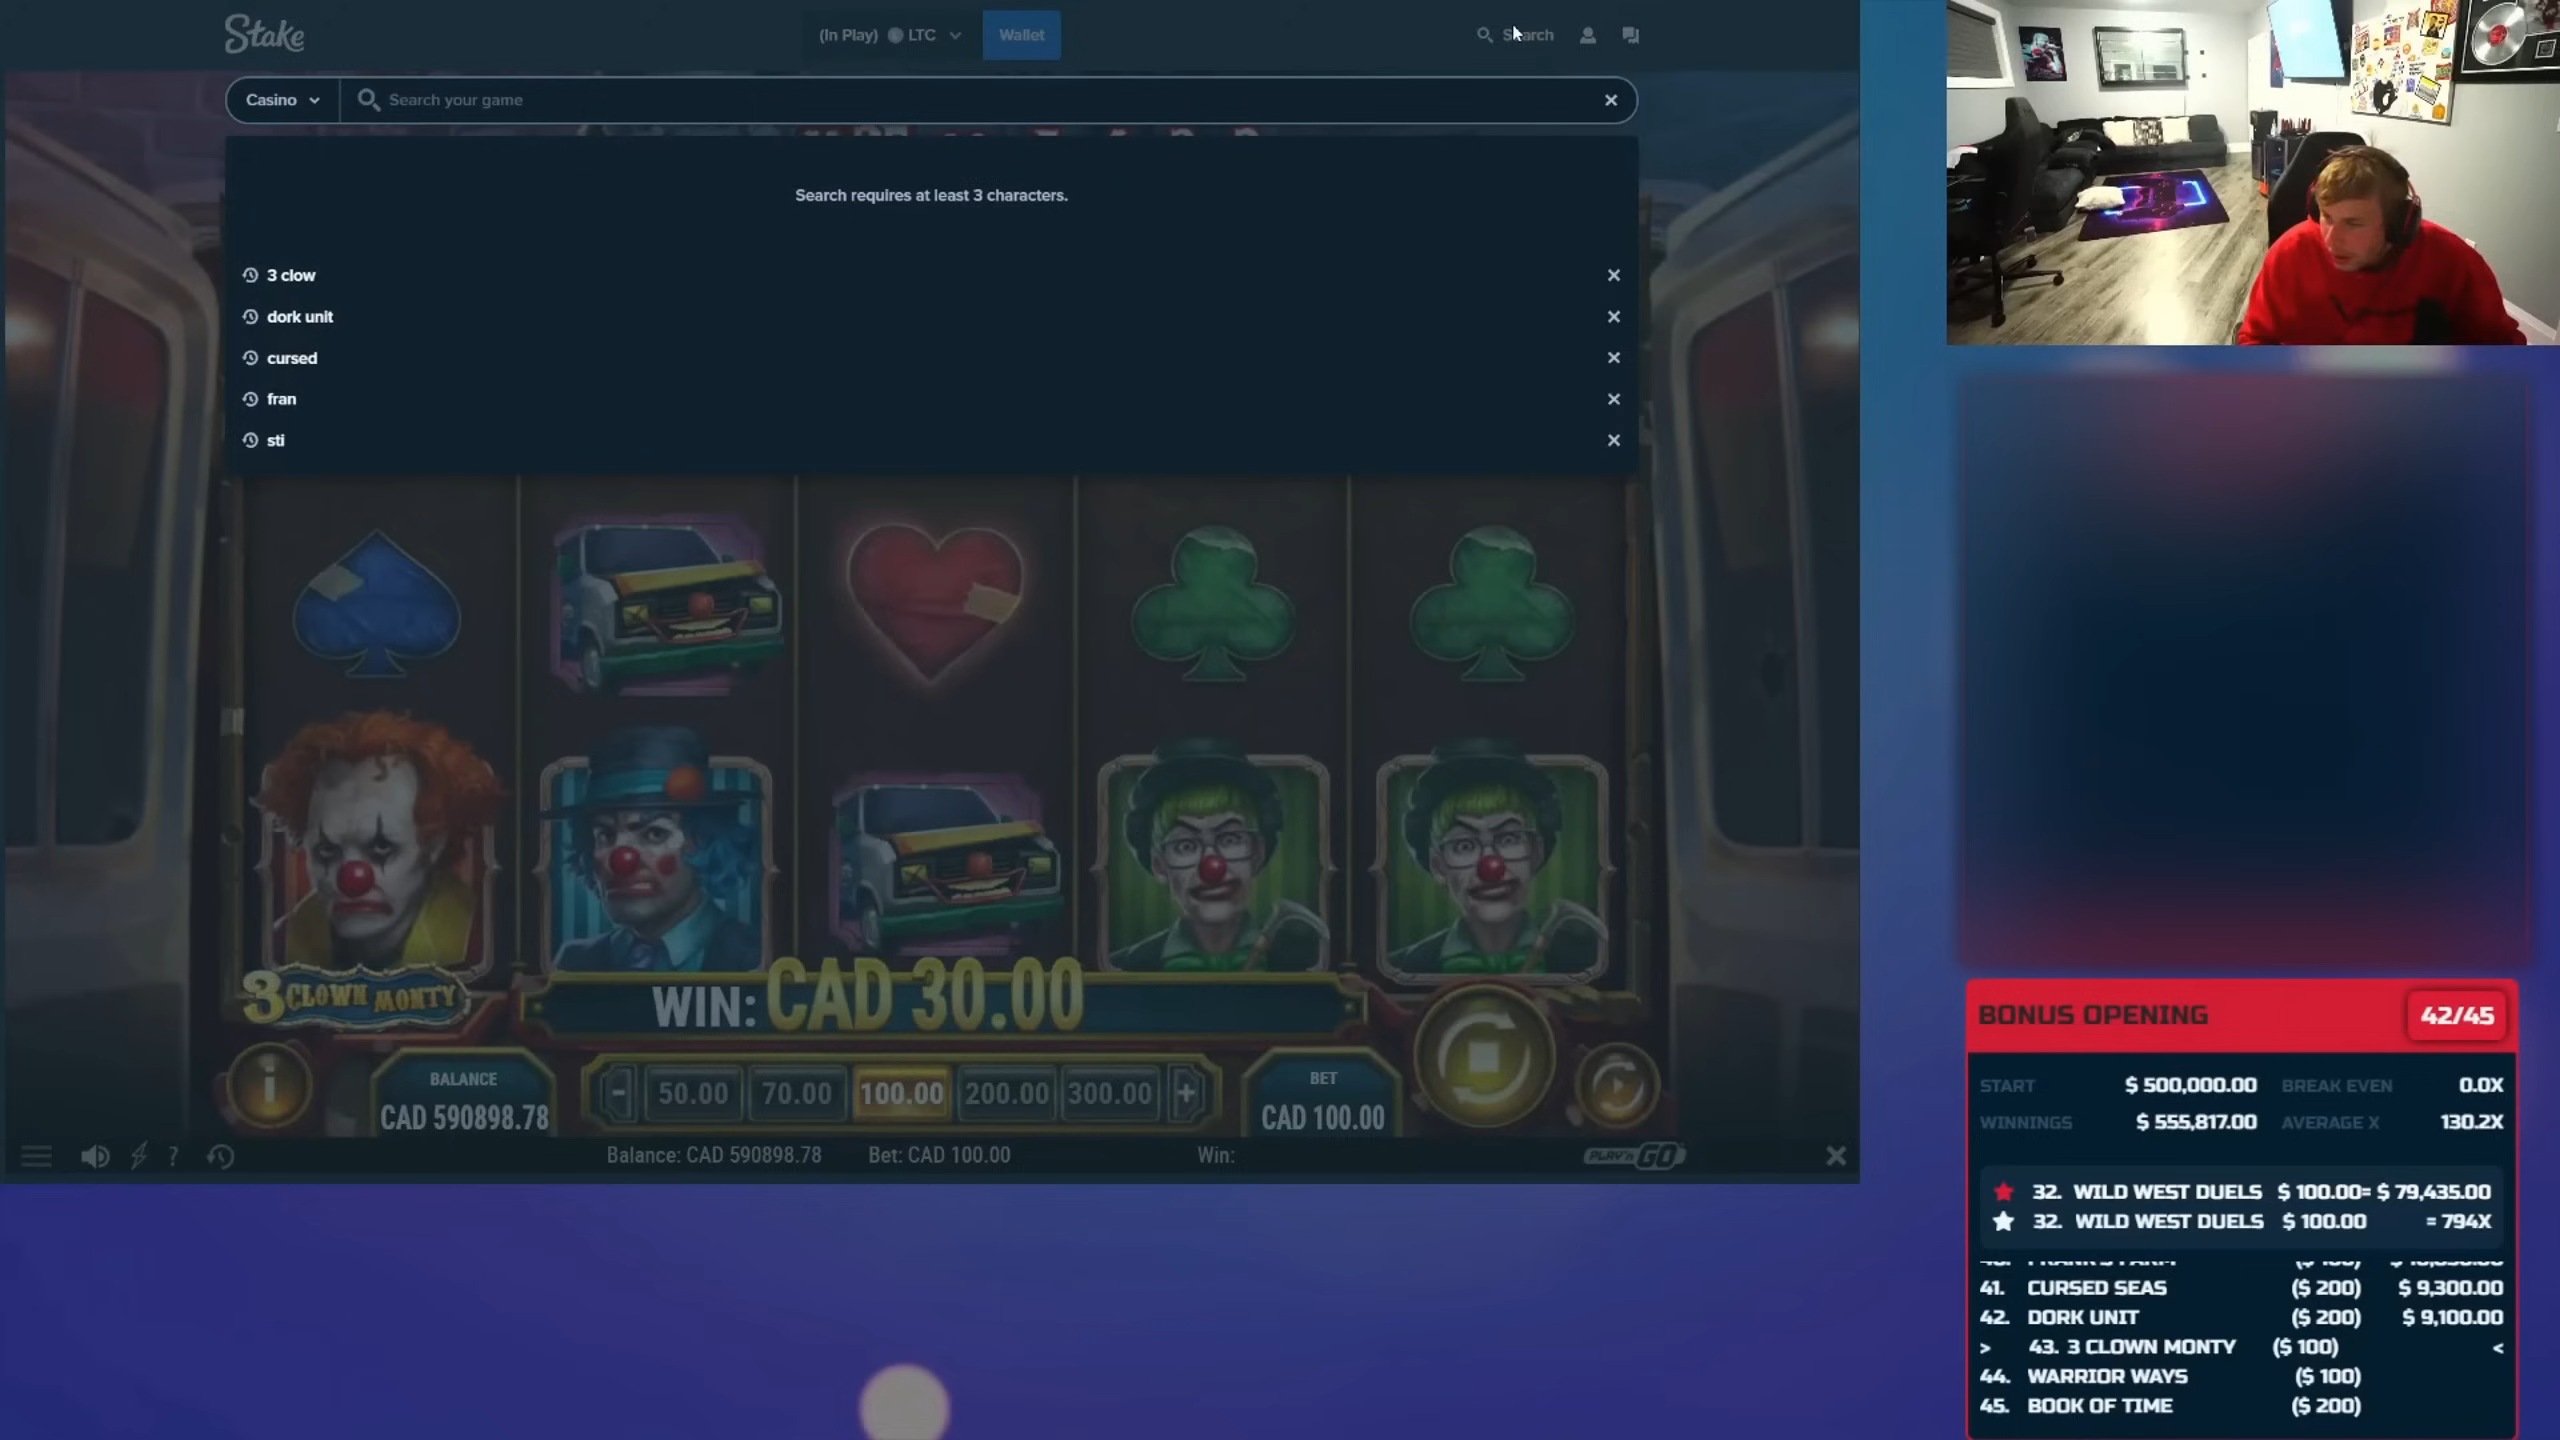 Stake
(In Play) LTC
Wallet
Search
Casino
Search your game
Search requires at least 3 characters.
3 clow
dork unit
cursed
fran
sti
3 CLOWN MONTY
WIN: CAD 30.00
BALANCE
CAD 590898.78
- 50.00 70.00 100.00 200.00 300.00 +
BET
CAD 100.00
Balance: CAD 590898.78 Bet: CAD 100.00 Win:
PLAY'n GO
BONUS OPENING 42/45
START $ 500,000.00 BREAK EVEN 0.0X
WINNINGS $ 555,817.00 AVERAGE X 130.2X
32. WILD WEST DUELS $ 100.00= $ 79,435.00
32. WILD WEST DUELS $ 100.00 = 794X
41. CURSED SEAS ($ 200) $ 9,300.00
42. DORK UNIT ($ 200) $ 9,100.00
> 43. 3 CLOWN MONTY ($ 100) <
44. WARRIOR WAYS ($ 100)
45. BOOK OF TIME ($ 200)